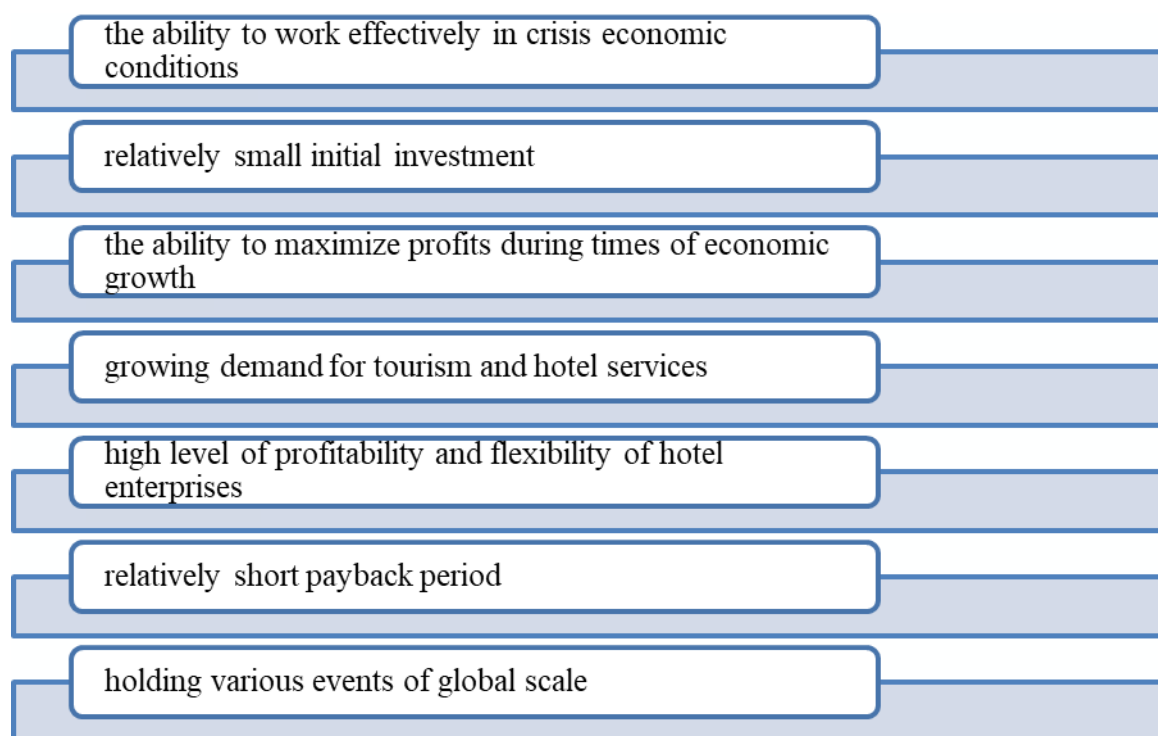 the ability to work effectively in crisis economic
conditions
relatively small initial investment
the ability to maximize profits during times of economic
growth
growing demand for tourism and hotel services
high level of profitability and flexibility of hotel
enterprises
relatively short payback period
holding various events of global scale